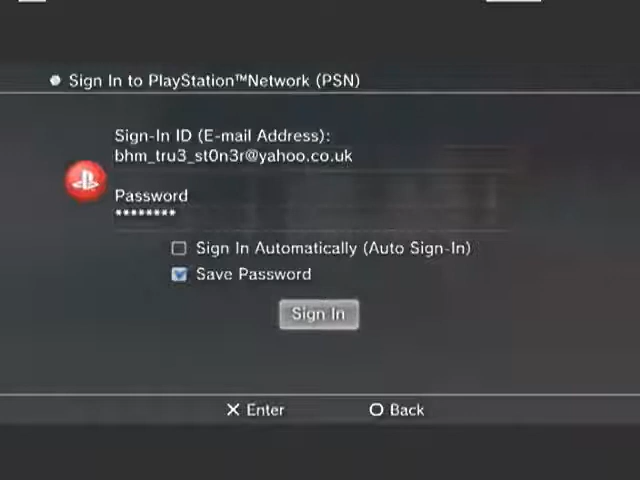 Sign In to PlayStation™Network (PSN)
Sign-In ID (E-mail Address):
bhm_tru3_st0n3r@yahoo.co.uk
Password
********
Sign In Automatically (Auto Sign-In)
Save Password
Sign In
X Enter
O Back